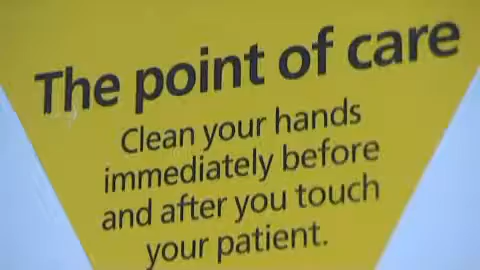 The point of care
Clean your hands
immediately before
and after you touch
your patient.